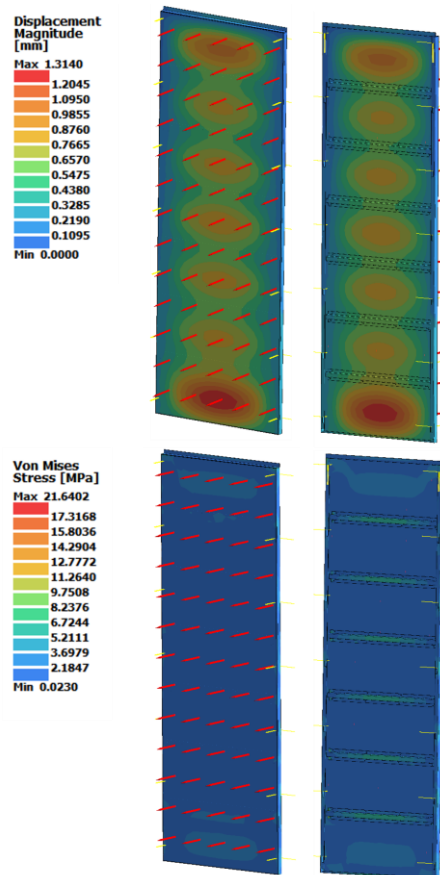 Displacement
Magnitude
[mm]
Max 1.3140
1.2045
1.0950
0.9855
0.8760
0.7665
0.6570
0.5475
0.4380
0.3285
0.2190
0.1095
Min 0.0000
Von Mises
Stress [MPa]
Max 21.6402
17.3168
15.8036
14.2904
12.7772
11.2640
9.7508
8.2376
6.7244
5.2111
3.6979
2.1847
Min 0.0230